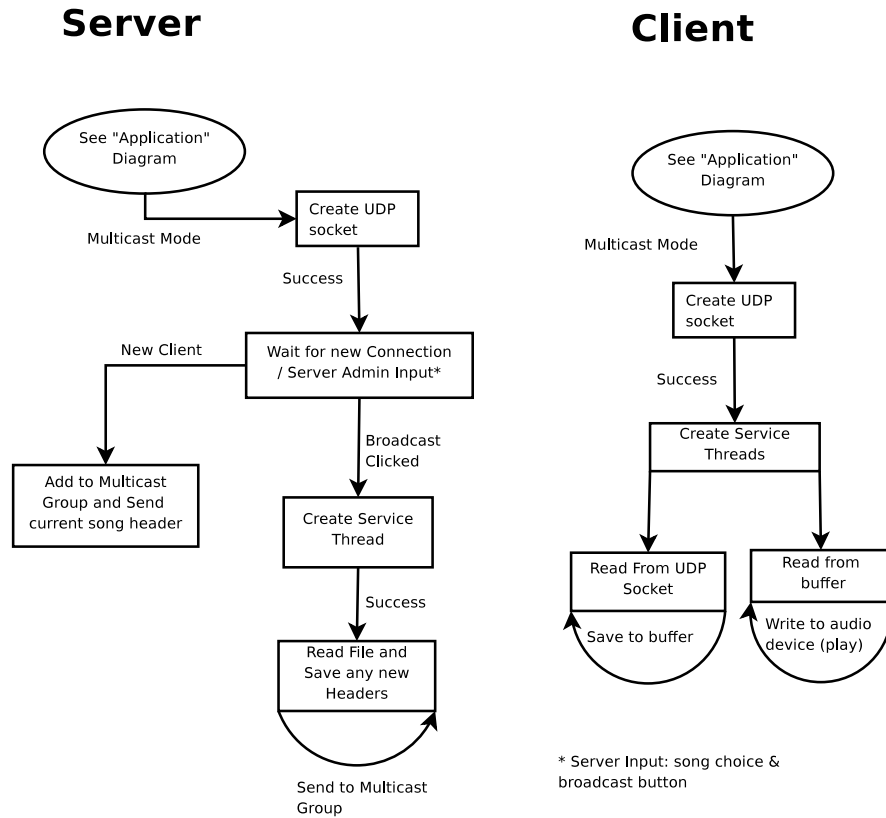 Server
See "Application"
Diagram
Multicast Mode
Create UDP
socket
Success
Wait for new Connection
/ Server Admin Input*
New Client
Add to Multicast
Group and Send
current song header
Broadcast
Clicked
Create Service
Thread
Success
Read File and
Save any new
Headers
Send to Multicast
Group
Client
See "Application"
Diagram
Multicast Mode
Create UDP
socket
Success
Create Service
Threads
Read From UDP
Socket
Save to buffer
Read from
buffer
Write to audio
device (play)
* Server Input: song choice &
broadcast button